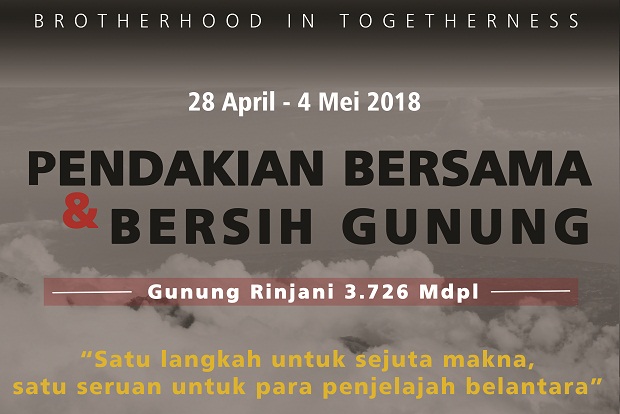 BROTHERHOOD IN TOGETHERNESS
28 April - 4 Mei 2018
PENDAKIAN BERSAMA
& BERSIH GUNUNG
Gunung Rinjani 3.726 Mdpl
“Satu langkah untuk sejuta makna,
satu seruan untuk para penjelajah belantara”